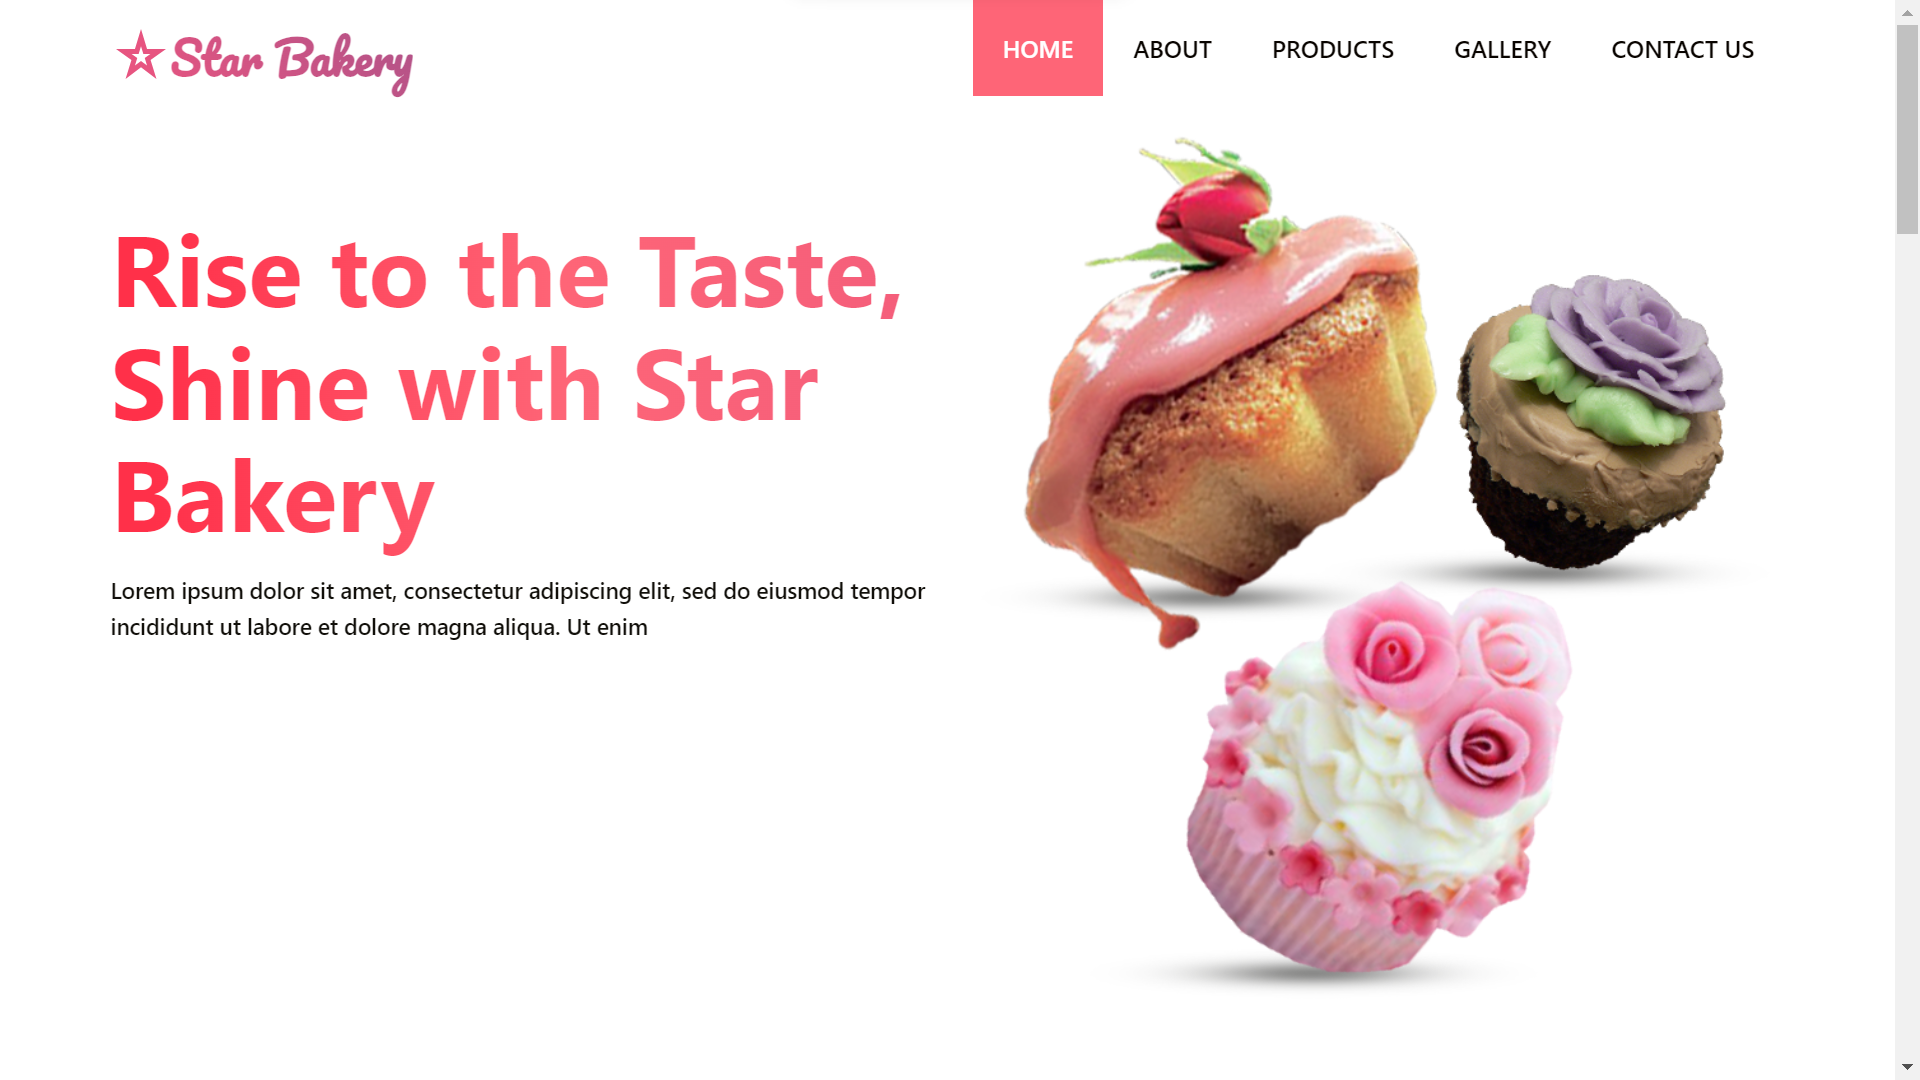 Star Bakery
HOME ABOUT PRODUCTS GALLERY CONTACT US
Rise to the Taste,
Shine with Star
Bakery
Lorem ipsum dolor sit amet, consectetur adipiscing elit, sed do eiusmod tempor
incididunt ut labore et dolore magna aliqua. Ut enim